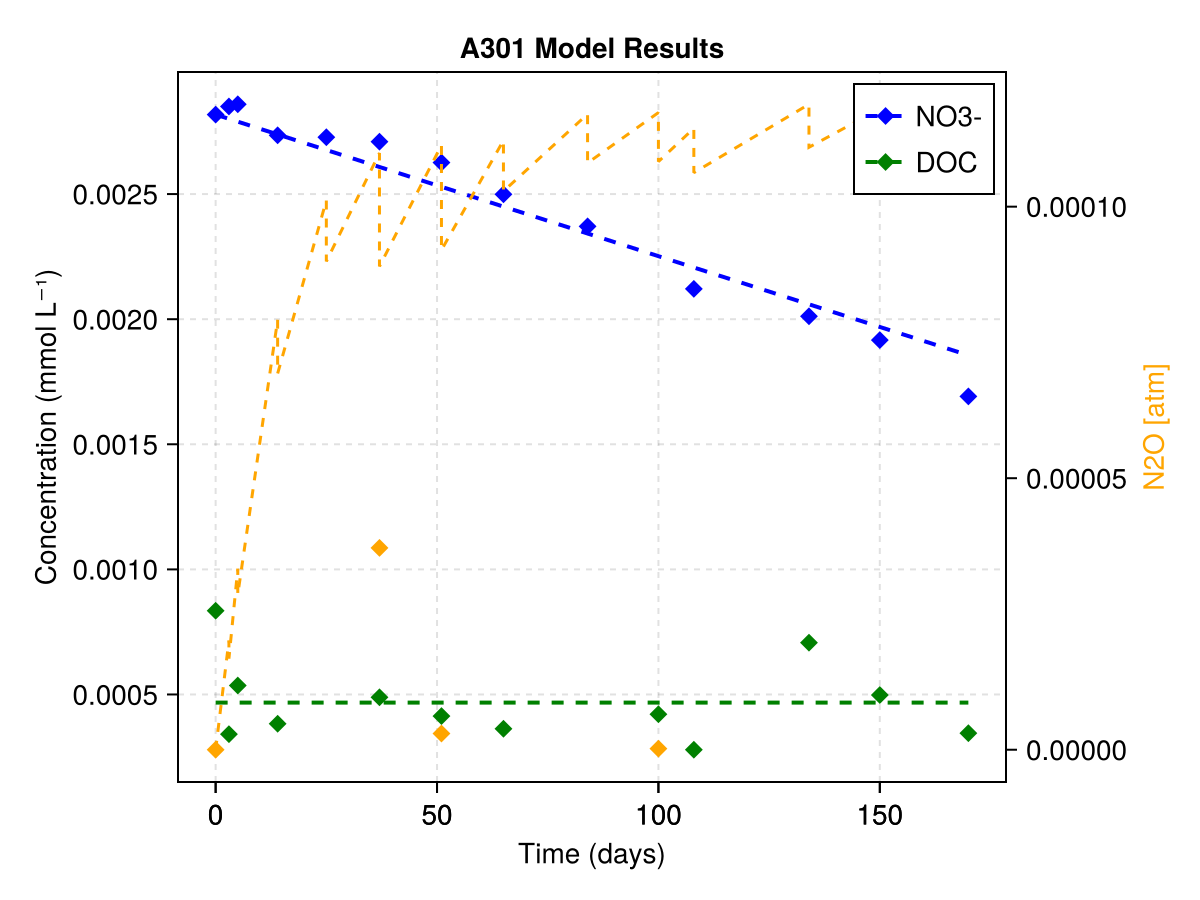 A301 Model Results
NO3-
DOC
Concentration (mmol L⁻¹)
0.0025
0.0020
0.0015
0.0010
0.0005
0.00010
0.00005
0.00000
N2O [atm]
0 50 100 150
Time (days)